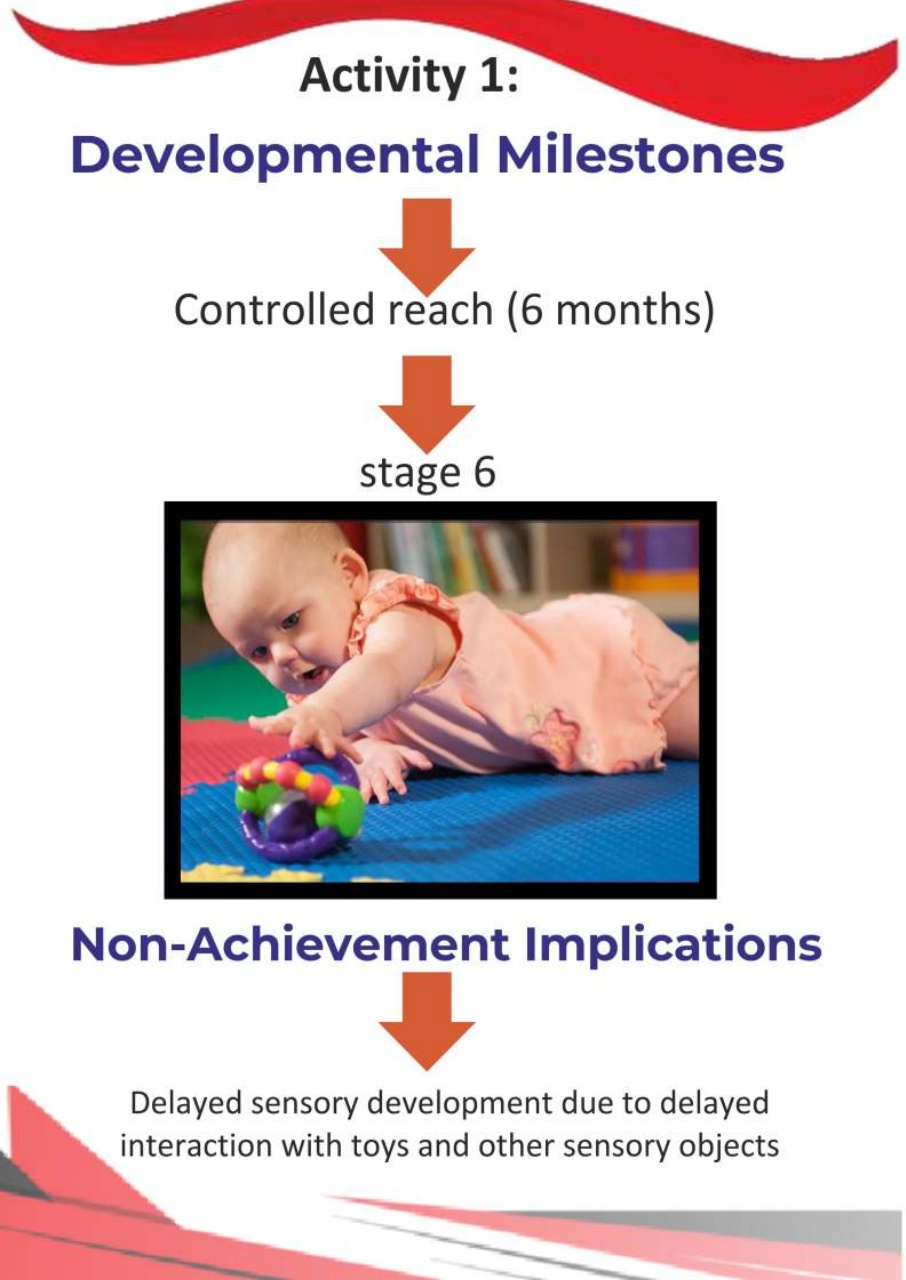 Activity 1:
Developmental Milestones
Controlled reach (6 months)
stage 6
Non-Achievement Implications
Delayed sensory development due to delayed
interaction with toys and other sensory objects